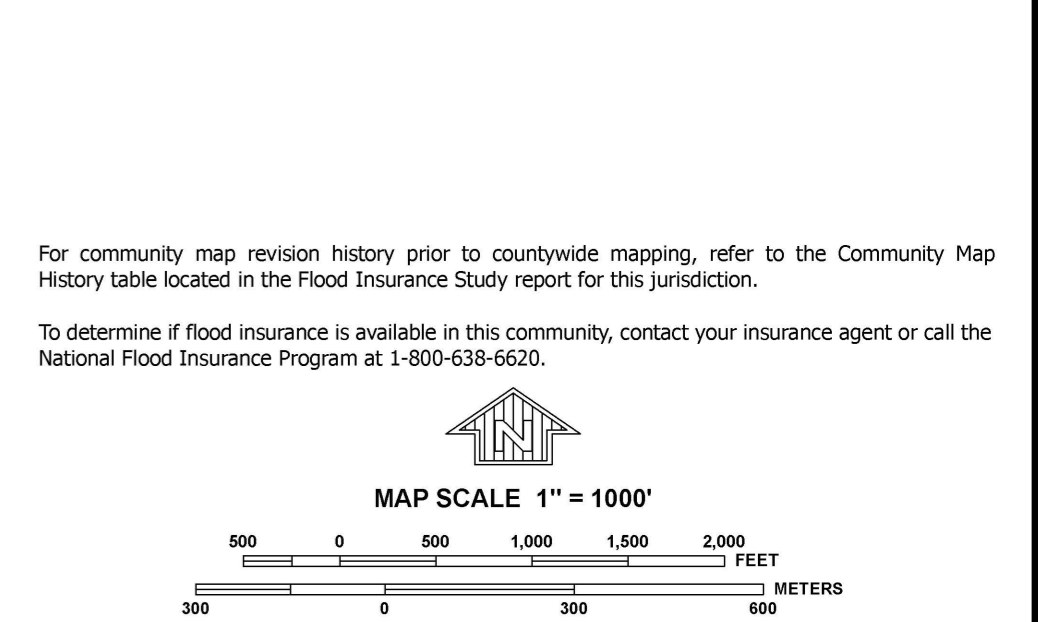 For community map revision history prior to countywide mapping, refer to the Community Map
History table located in the Flood Insurance Study report for this jurisdiction.
To determine if flood insurance is available in this community, contact your insurance agent or call the
National Flood Insurance Program at 1-800-638-6620.
N
MAP SCALE 1" = 1000'
500 0 500 1,000 1,500 2,000
FEET
METERS
300 0 300 600